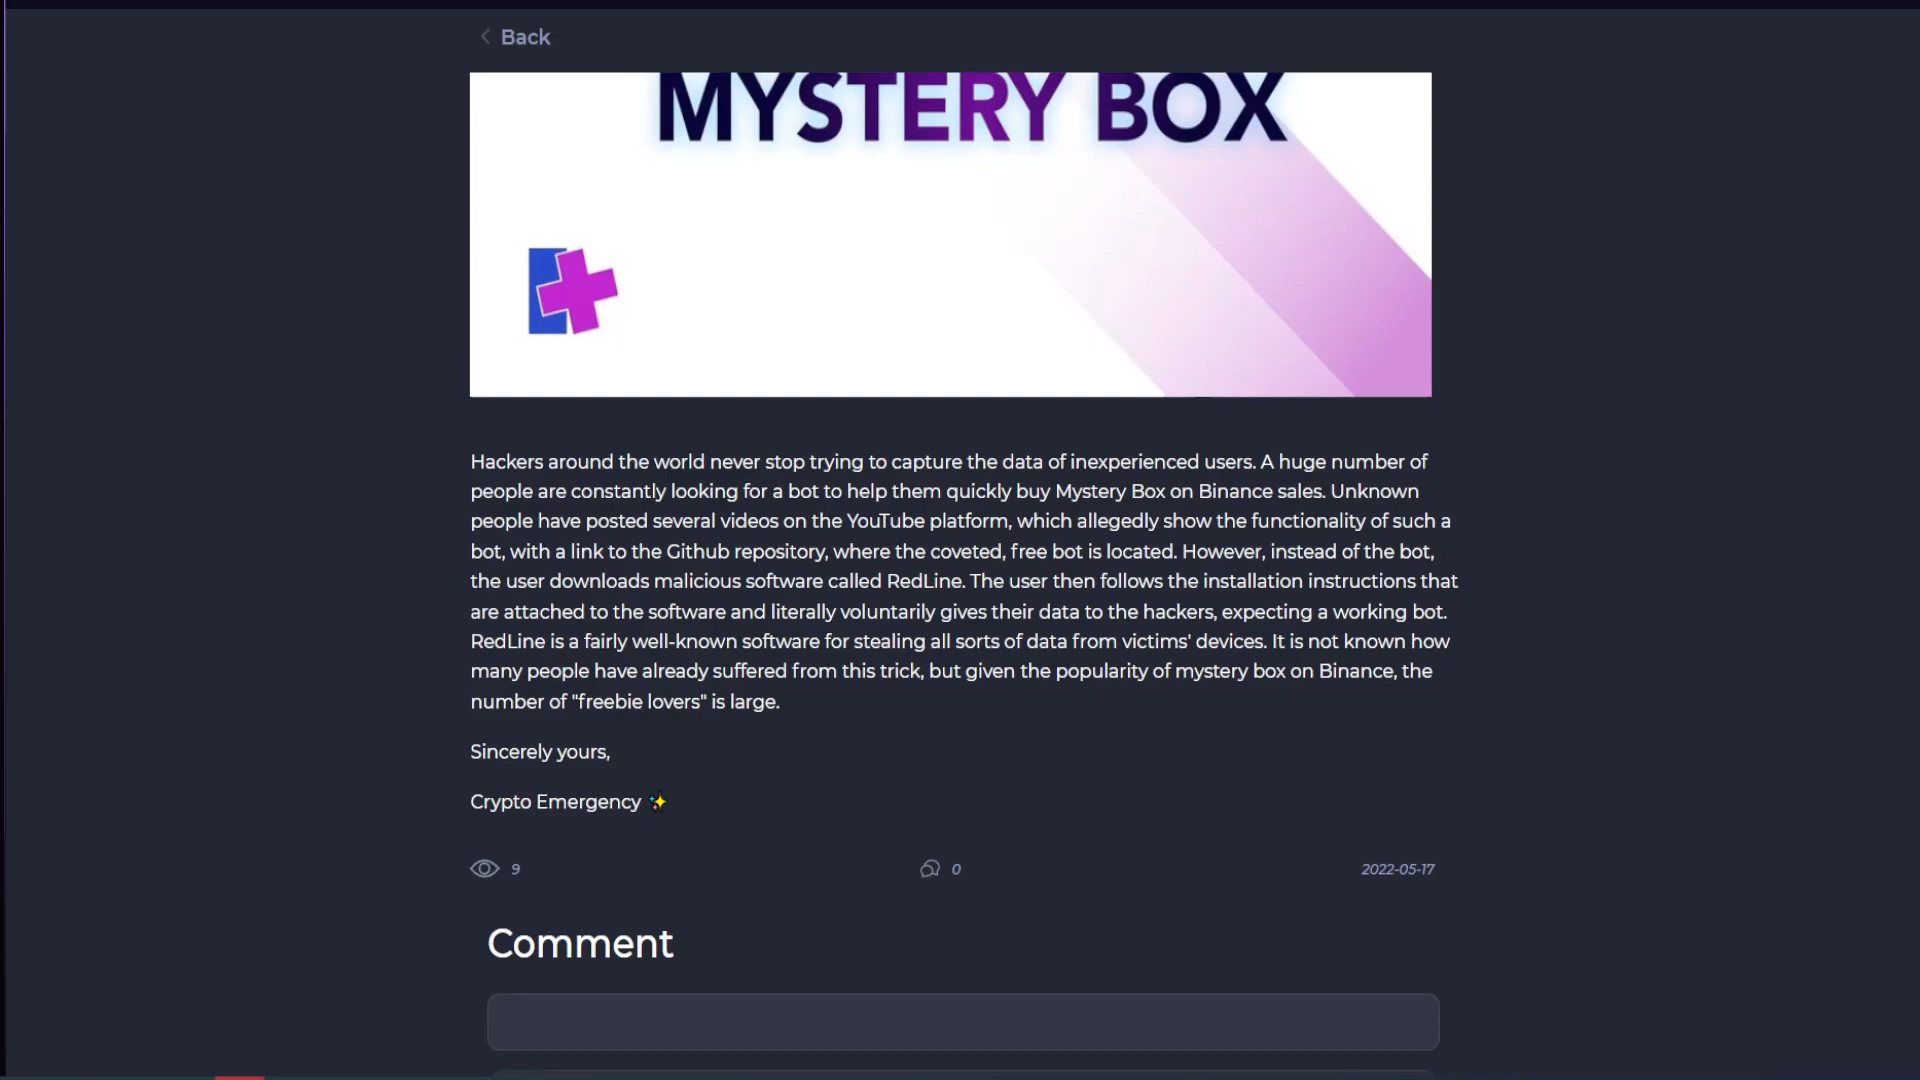 Back
MYSTERY BOX
Hackers around the world never stop trying to capture the data of inexperienced users. A huge number of
people are constantly looking for a bot to help them quickly buy Mystery Box on Binance sales. Unknown
people have posted several videos on the YouTube platform, which allegedly show the functionality of such a
bot, with a link to the Github repository, where the coveted, free bot is located. However, instead of the bot,
the user downloads malicious software called RedLine. The user then follows the installation instructions that
are attached to the software and literally voluntarily gives their data to the hackers, expecting a working bot.
RedLine is a fairly well-known software for stealing all sorts of data from victims' devices. It is not known how
many people have already suffered from this trick, but given the popularity of mystery box on Binance, the
number of "freebie lovers" is large.
Sincerely yours,
Crypto Emergency ✨
9 0 2022-05-17
Comment